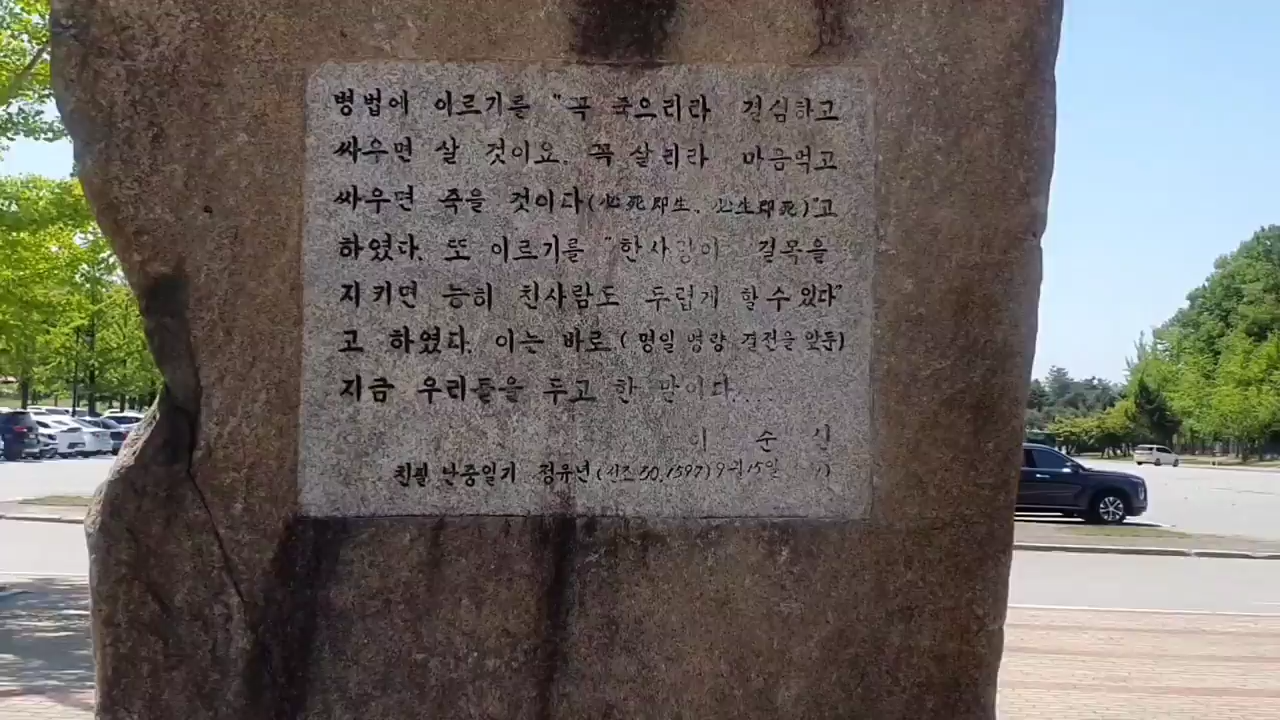 병법에 이르기를 "꼭 죽으리라 결심하고
싸우면 살 것이요, 꼭 살리라 마음먹고
싸우면 죽을 것이다(必死即生, 必生即死)"고
하였다. 또 이르기를 "한사람이 길목을
지키면 능히 천사람도 두렵게 할 수 있다"
고 하였다. 이는 바로 (명일 명량 결전을 앞둔)
지금 우리들을 두고 한 말이다....
이 순 신
친필 난중일기 정유년(선조30, 1597) 9월 15일